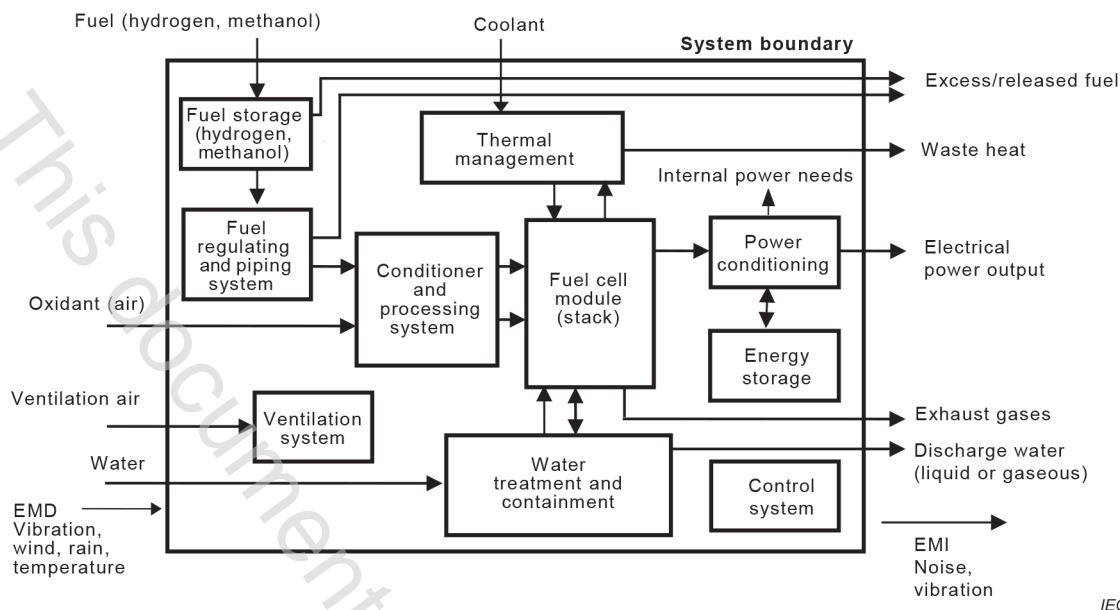 Fuel (hydrogen, methanol)
Coolant
System boundary
Excess/released fuel
Fuel storage
(hydrogen,
methanol)
Thermal
management
Waste heat
Internal power needs
Fuel
regulating
and piping
system
Conditioner
and
processing
system
Fuel cell
module
(stack)
Power
conditioning
Electrical
power output
Oxidant (air)
Energy
storage
Ventilation air
Ventilation
system
Exhaust gases
Water
Water
treatment and
containment
Discharge water
(liquid or gaseous)
Control
system
EMD
Vibration,
wind, rain,
temperature
EMI
Noise,
vibration
This document